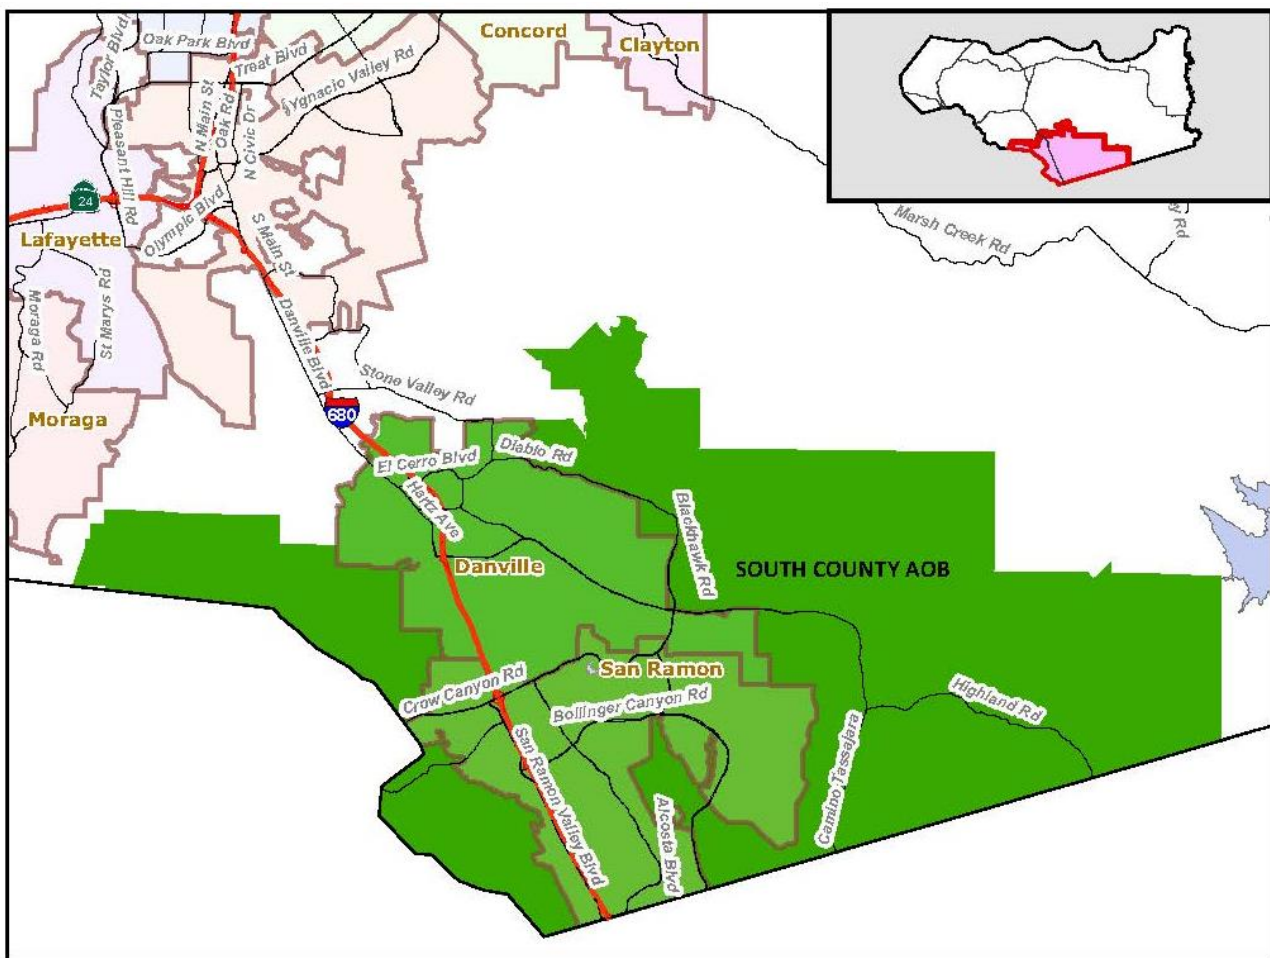 Concord
Clayton
Taylor Blvd
Oak Park Blvd
Treat Blvd
Ygnacio Valley Rd
N Main St
Oak Rd
N Civic Dr
Pleasant Hill Rd
24
Olympic Blvd
Lafayette
S Main St
Marsh Creek Rd
Rd
Moraga Rd
St Marys Rd
Danville Blvd
Stone Valley Rd
680
Moraga
El Cerro Blvd
Diablo Rd
Hartz Ave
Blackhawk Rd
Danville
SOUTH COUNTY AOB
San Ramon
Crow Canyon Rd
Bollinger Canyon Rd
Highland Rd
San Ramon Valley Blvd
Alcosta Blvd
Camino Tassajara